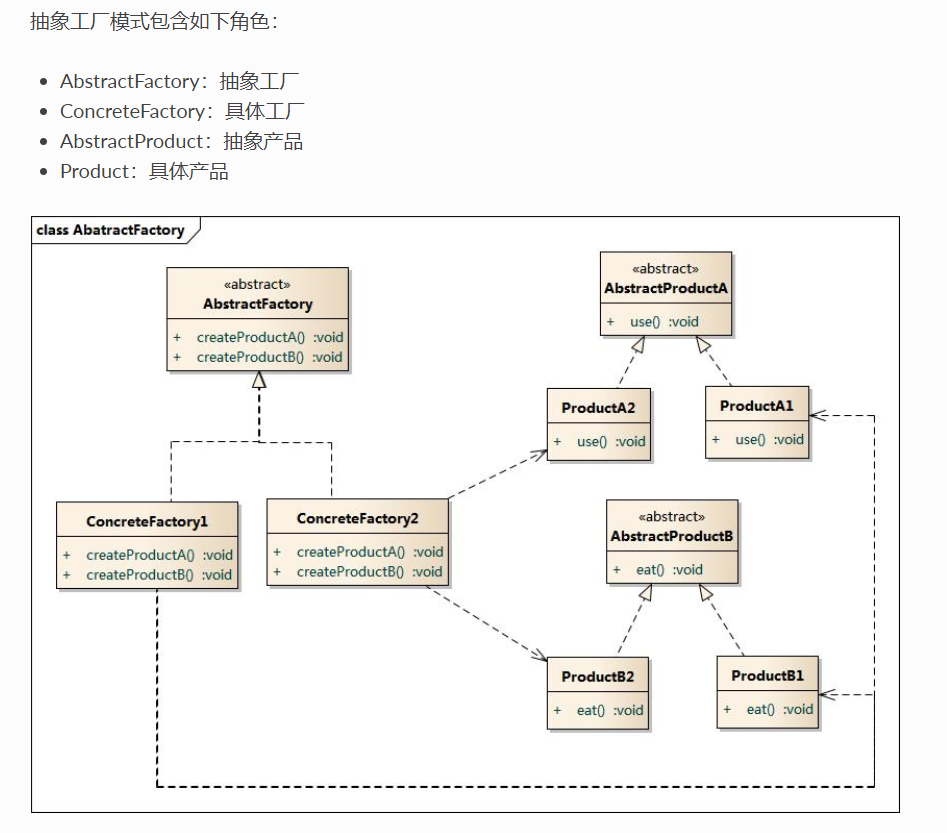 抽象工厂模式包含如下角色：
AbstractFactory：抽象工厂
ConcreteFactory：具体工厂
AbstractProduct：抽象产品
Product：具体产品
class AbatractFactory
«abstract»
AbstractFactory
+ createProductA() :void
+ createProductB() :void
«abstract»
AbstractProductA
+ use() :void
ProductA2
+ use() :void
ProductA1
+ use() :void
ConcreteFactory1
+ createProductA() :void
+ createProductB() :void
ConcreteFactory2
+ createProductA() :void
+ createProductB() :void
«abstract»
AbstractProductB
+ eat() :void
ProductB2
+ eat() :void
ProductB1
+ eat() :void